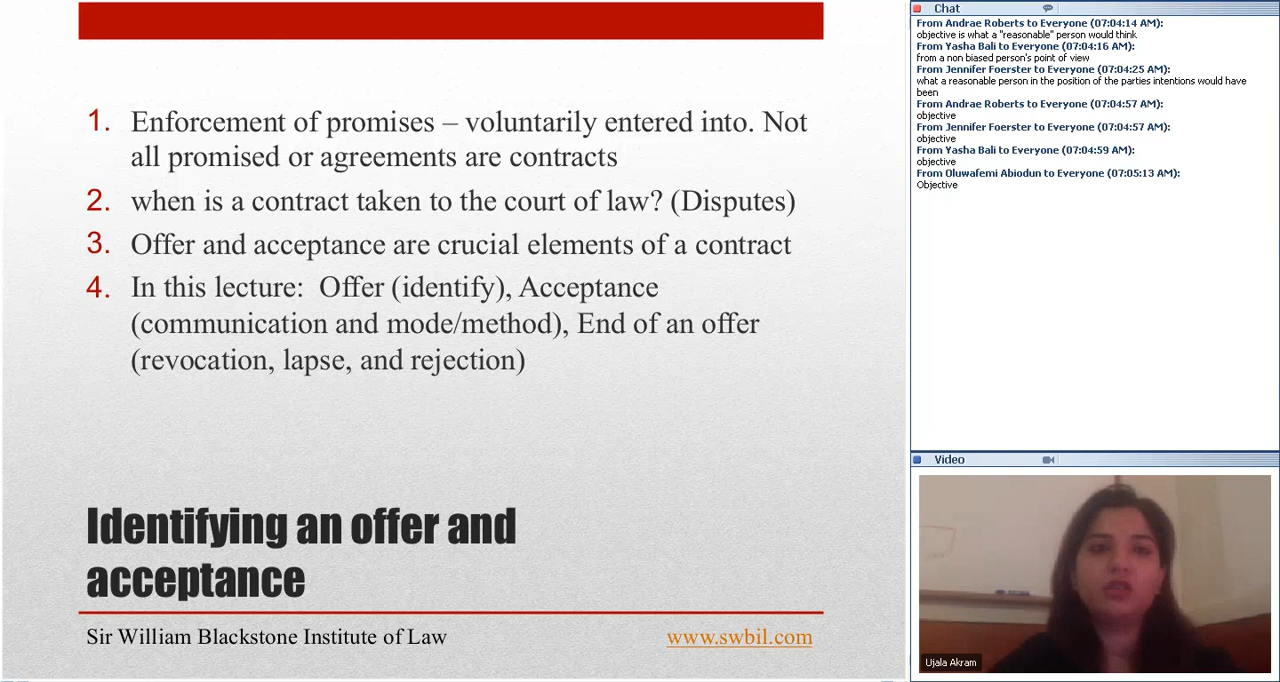 1. Enforcement of promises – voluntarily entered into. Not
all promised or agreements are contracts
2. when is a contract taken to the court of law? (Disputes)
3. Offer and acceptance are crucial elements of a contract
4. In this lecture: Offer (identify), Acceptance
(communication and mode/method), End of an offer
(revocation, lapse, and rejection)
Identifying an offer and
acceptance
Sir William Blackstone Institute of Law
www.swbil.com
Chat
From Andrae Roberts to Everyone (07:04:14 AM):
objective is what a "reasonable" person would think
From Yasha Bali to Everyone (07:04:16 AM):
from a non biased person's point of view
From Jennifer Foerster to Everyone (07:04:25 AM):
what a reasonable person in the position of the parties intentions would have
been
From Andrae Roberts to Everyone (07:04:57 AM):
objective
From Jennifer Foerster to Everyone (07:04:57 AM):
objective
From Yasha Bali to Everyone (07:04:59 AM):
objective
From Oluwafemi Abiodun to Everyone (07:05:13 AM):
Objective
Video
Ujala Akram